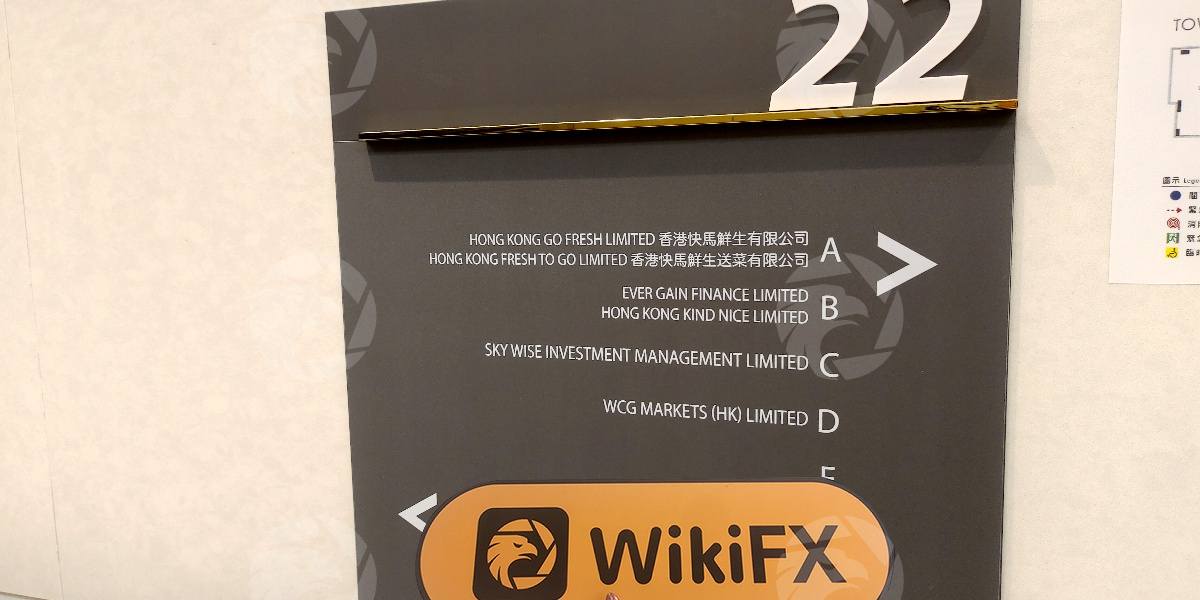 22
HONG KONG GO FRESH LIMITED 香港快馬鮮生有限公司
HONG KONG FRESH TO GO LIMITED 香港快馬鮮生送菜有限公司
A
>
EVER GAIN FINANCE LIMITED
HONG KONG KIND NICE LIMITED
B
SKY WISE INVESTMENT MANAGEMENT LIMITED
C
WCG MARKETS (HK) LIMITED
D
<
WikiFX
圖示